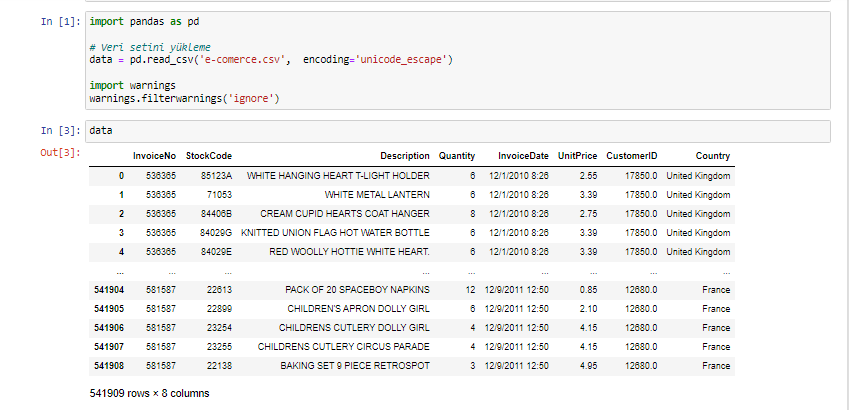 In [1]: import pandas as pd
# Veri setini yükleme
data = pd.read_csv('e-comerce.csv', encoding='unicode_escape')
import warnings
warnings.filterwarnings('ignore')
In [3]: data
Out[3]:
InvoiceNo StockCode Description Quantity InvoiceDate UnitPrice CustomerID Country
0 536365 85123A WHITE HANGING HEART T-LIGHT HOLDER 6 12/1/2010 8:26 2.55 17850.0 United Kingdom
1 536365 71053 WHITE METAL LANTERN 6 12/1/2010 8:26 3.39 17850.0 United Kingdom
2 536365 84406B CREAM CUPID HEARTS COAT HANGER 8 12/1/2010 8:26 2.75 17850.0 United Kingdom
3 536365 84029G KNITTED UNION FLAG HOT WATER BOTTLE 6 12/1/2010 8:26 3.39 17850.0 United Kingdom
4 536365 84029E RED WOOLLY HOTTIE WHITE HEART. 6 12/1/2010 8:26 3.39 17850.0 United Kingdom
... ... ... ... ... ... ... ... ...
541904 581587 22613 PACK OF 20 SPACEBOY NAPKINS 12 12/9/2011 12:50 0.85 12680.0 France
541905 581587 22899 CHILDREN'S APRON DOLLY GIRL 6 12/9/2011 12:50 2.10 12680.0 France
541906 581587 23254 CHILDRENS CUTLERY DOLLY GIRL 4 12/9/2011 12:50 4.15 12680.0 France
541907 581587 23255 CHILDRENS CUTLERY CIRCUS PARADE 4 12/9/2011 12:50 4.15 12680.0 France
541908 581587 22138 BAKING SET 9 PIECE RETROSPOT 3 12/9/2011 12:50 4.95 12680.0 France
541909 rows × 8 columns